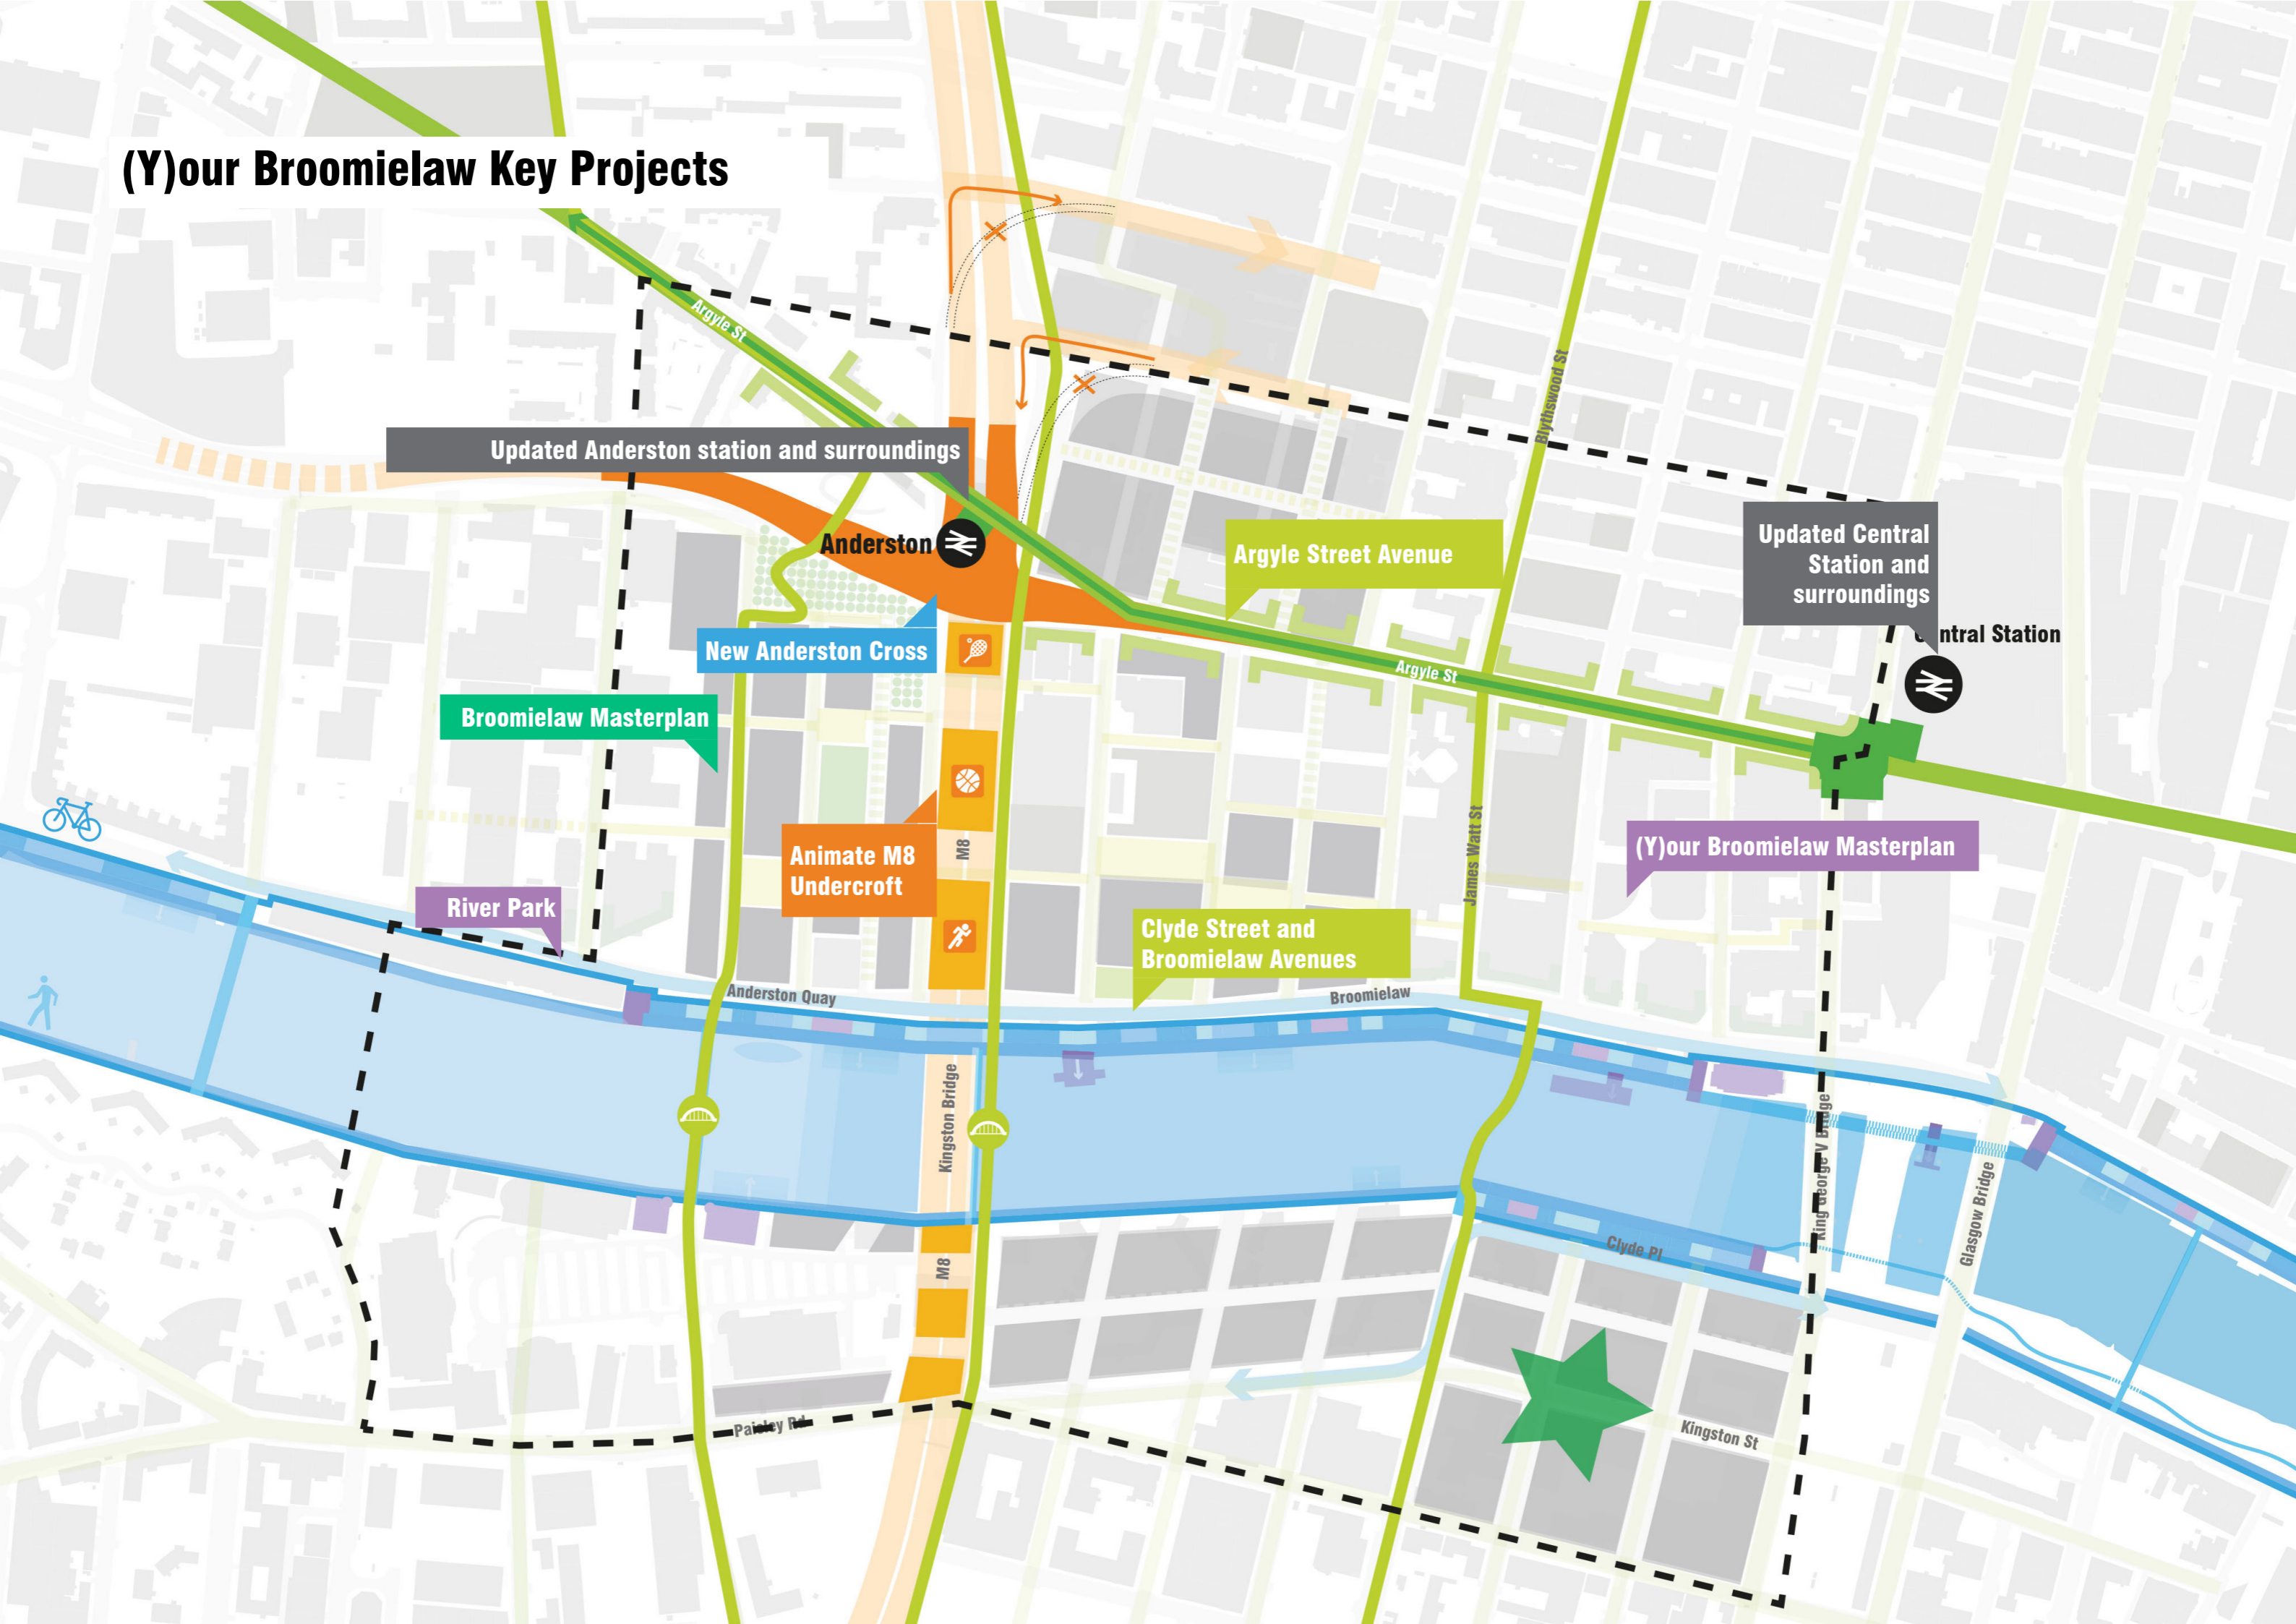 (Y)our Broomielaw Key Projects
Argyle St
Blythswood St
Updated Anderston station and surroundings
Anderston
Argyle Street Avenue
Updated Central
Station and
surroundings
ntral Station
New Anderston Cross
Argyle St
Broomielaw Masterplan
Animate M8
Undercroft
M8
James Watt St
(Y)our Broomielaw Masterplan
River Park
Clyde Street and
Broomielaw Avenues
Anderston Quay
Broomielaw
Kingston Bridge
King George V Bridge
Glasgow Bridge
Clyde Pl
M8
Paisley Rd
Kingston St